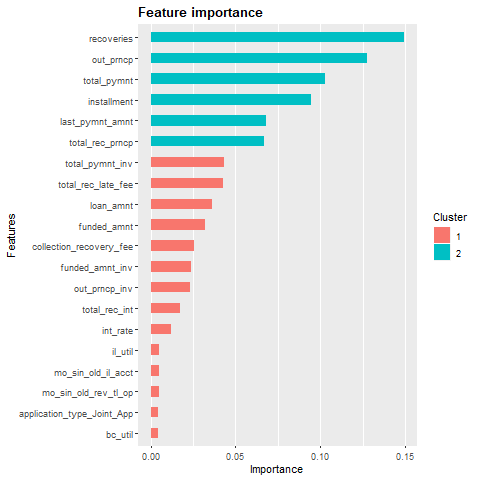 Feature importance
recoveries
out_prncp
total_pymnt
installment
last_pymnt_amnt
total_rec_prncp
total_pymnt_inv
total_rec_late_fee
loan_amnt
funded_amnt
collection_recovery_fee
funded_amnt_inv
out_prncp_inv
total_rec_int
int_rate
il_util
mo_sin_old_il_acct
mo_sin_old_rev_tl_op
application_type_Joint_App
bc_util
Features
0.00 0.05 0.10 0.15
Importance
Cluster
1
2